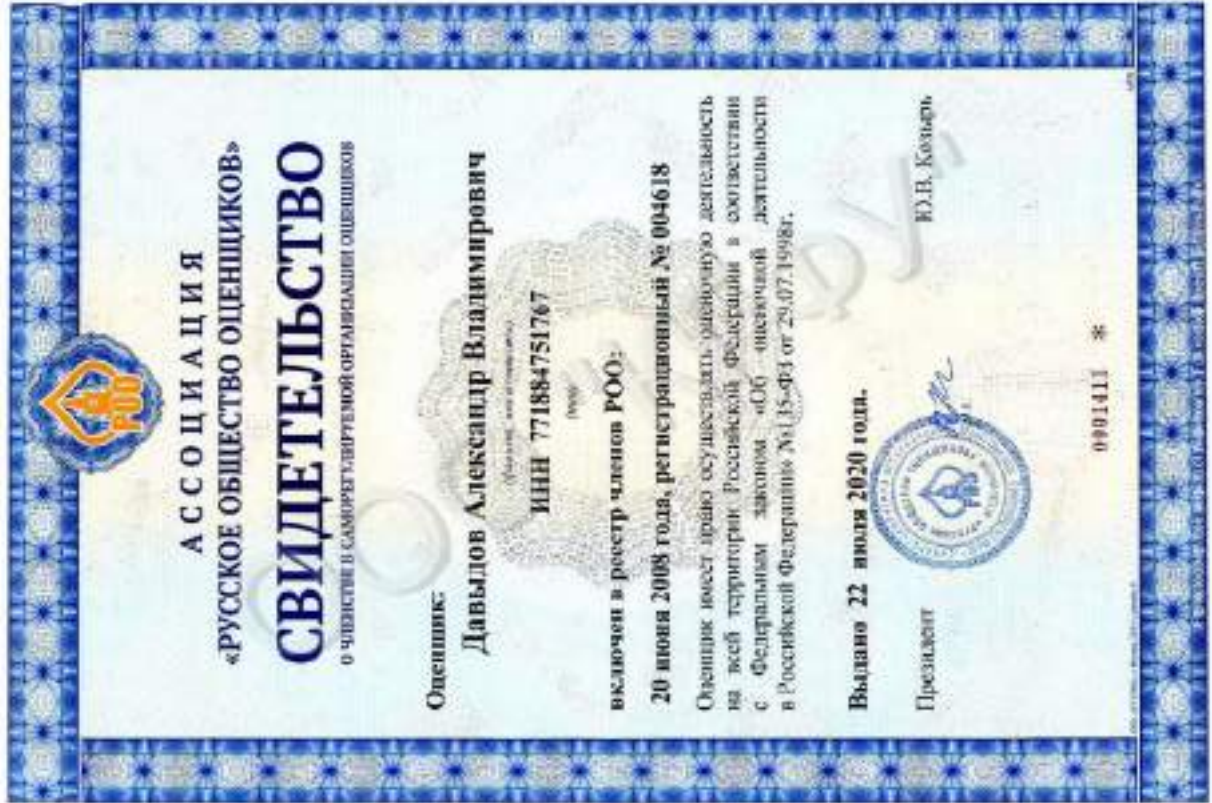 РОО
АССОЦИАЦИЯ
«РУССКОЕ ОБЩЕСТВО ОЦЕНЩИКОВ»
СВИДЕТЕЛЬСТВО
О ЧЛЕНСТВЕ В САМОРЕГУЛИРУЕМОЙ ОРГАНИЗАЦИИ ОЦЕНЩИКОВ
Оценщик:
Давыдов Александр Владимирович
ИНН 771884751767
включен в реестр членов РОО:
20 июня 2008 года, регистрационный № 004618
Оценщик имеет право осуществлять оценочную деятельность
на всей территории Российской Федерации в соответствии
с Федеральным законом «Об оценочной деятельности
в Российской Федерации» №135-ФЗ от 29.07.1998г.
Выдано 22 июля 2020 года.
Президент
Ю.В. Козырь
0001411 *